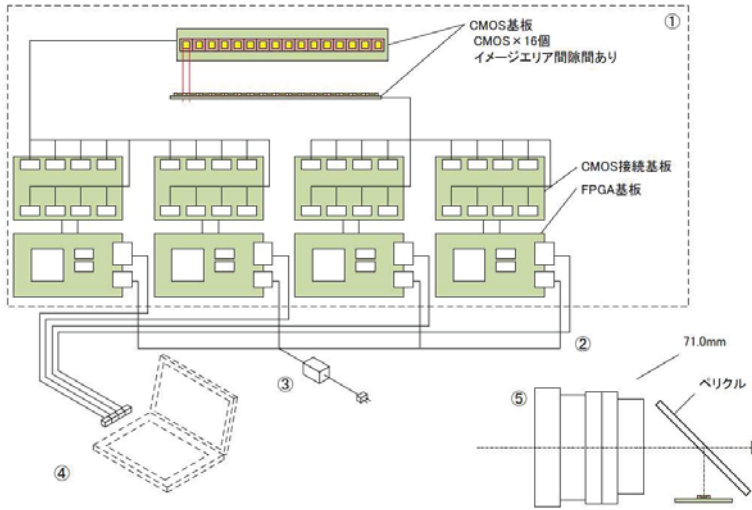 CMOS基板
CMOS×16個
イメージエリア間隙間あり
①
CMOS接続基板
FPGA基板
②
71.0mm
③
⑤
ペリクル
④